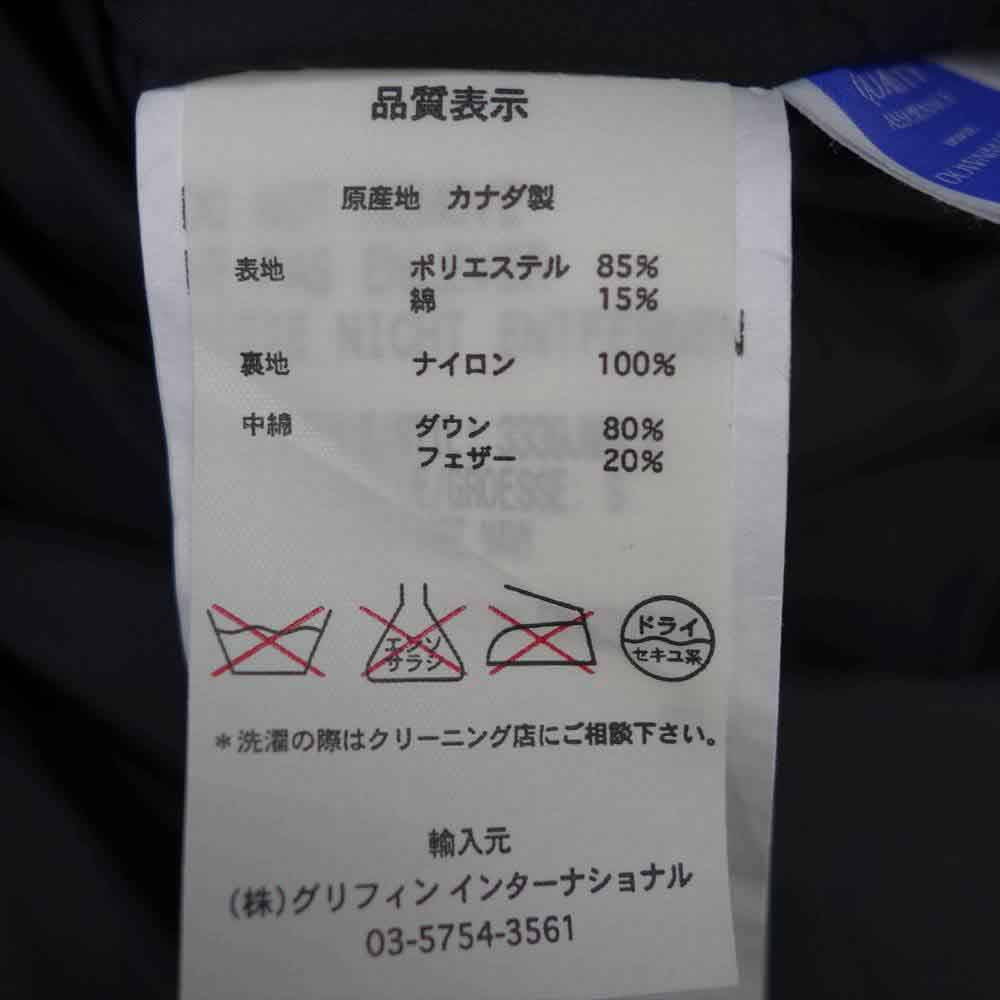 品質表示
原産地 カナダ製
表地 ポリエステル 85%
綿 15%
裏地 ナイロン 100%
中綿 ダウン 80%
フェザー 20%
エンソ
サラシ
ドライ
セキユ系
*洗濯の際はクリーニング店にご相談下さい。
輸入元
(株)グリフィン インターナショナル
03-5754-3561